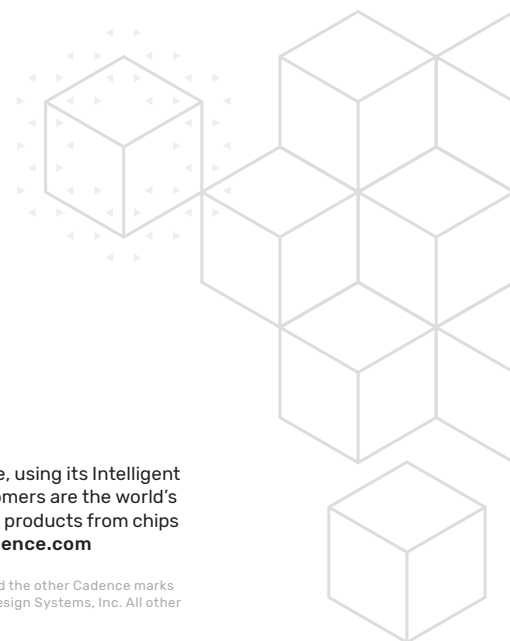 e, using its Intelligent
omers are the world's
products from chips
ence.com
d the other Cadence marks
esign Systems, Inc. All other